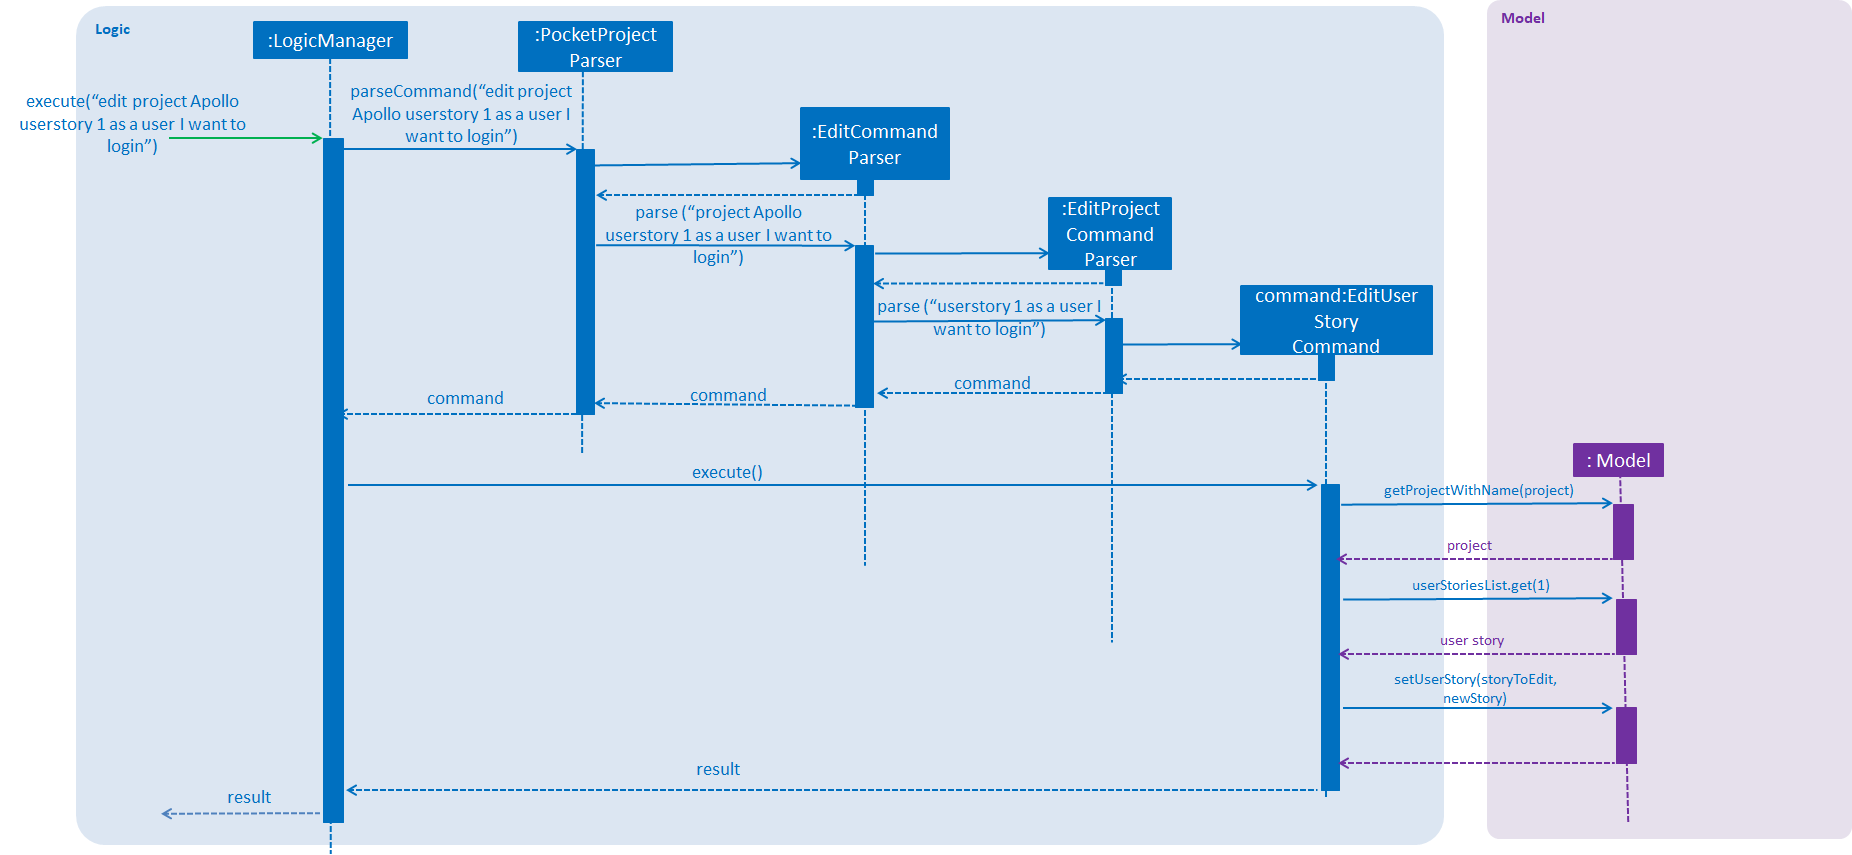 Logic
Model
:LogicManager
:PocketProject
Parser
execute(“edit project Apollo
userstory 1 as a user I want to
login”)
parseCommand(“edit project
Apollo userstory 1 as a user I
want to login”)
:EditCommand
Parser
parse (“project Apollo
userstory 1 as a user I want to
login”)
:EditProject
Command
Parser
parse (“userstory 1 as a user I
want to login”)
command:EditUser
Story
Command
command
command
command
: Model
execute()
getProjectWithName(project)
project
userStoriesList.get(1)
user story
setUserStory(storyToEdit,
newStory)
result
result